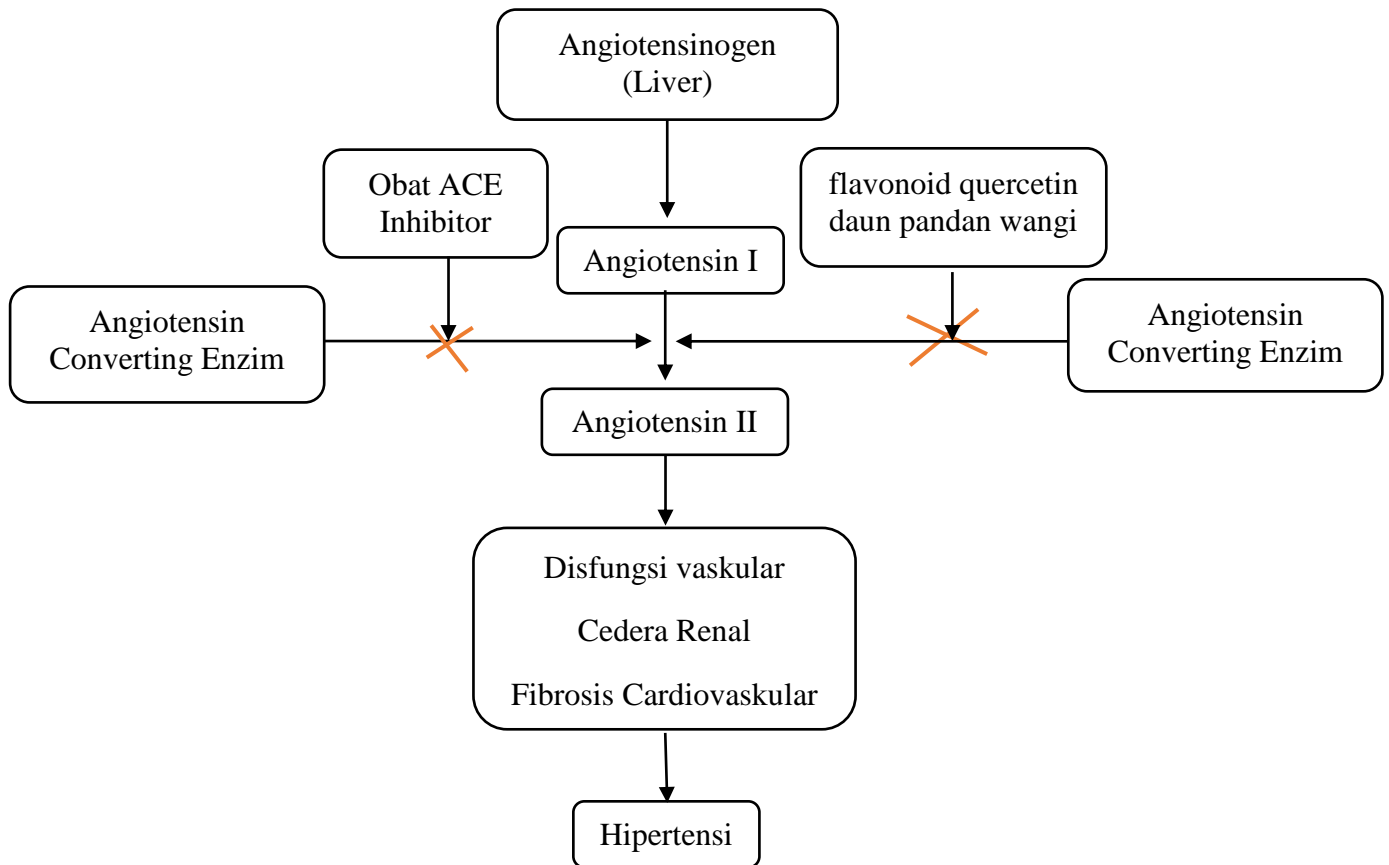 Angiotensinogen
(Liver)
Obat ACE
Inhibitor
flavonoid quercetin
daun pandan wangi
Angiotensin I
Angiotensin
Converting Enzim
Angiotensin
Converting Enzim
Angiotensin II
Disfungsi vaskular
Cedera Renal
Fibrosis Cardiovaskular
Hipertensi